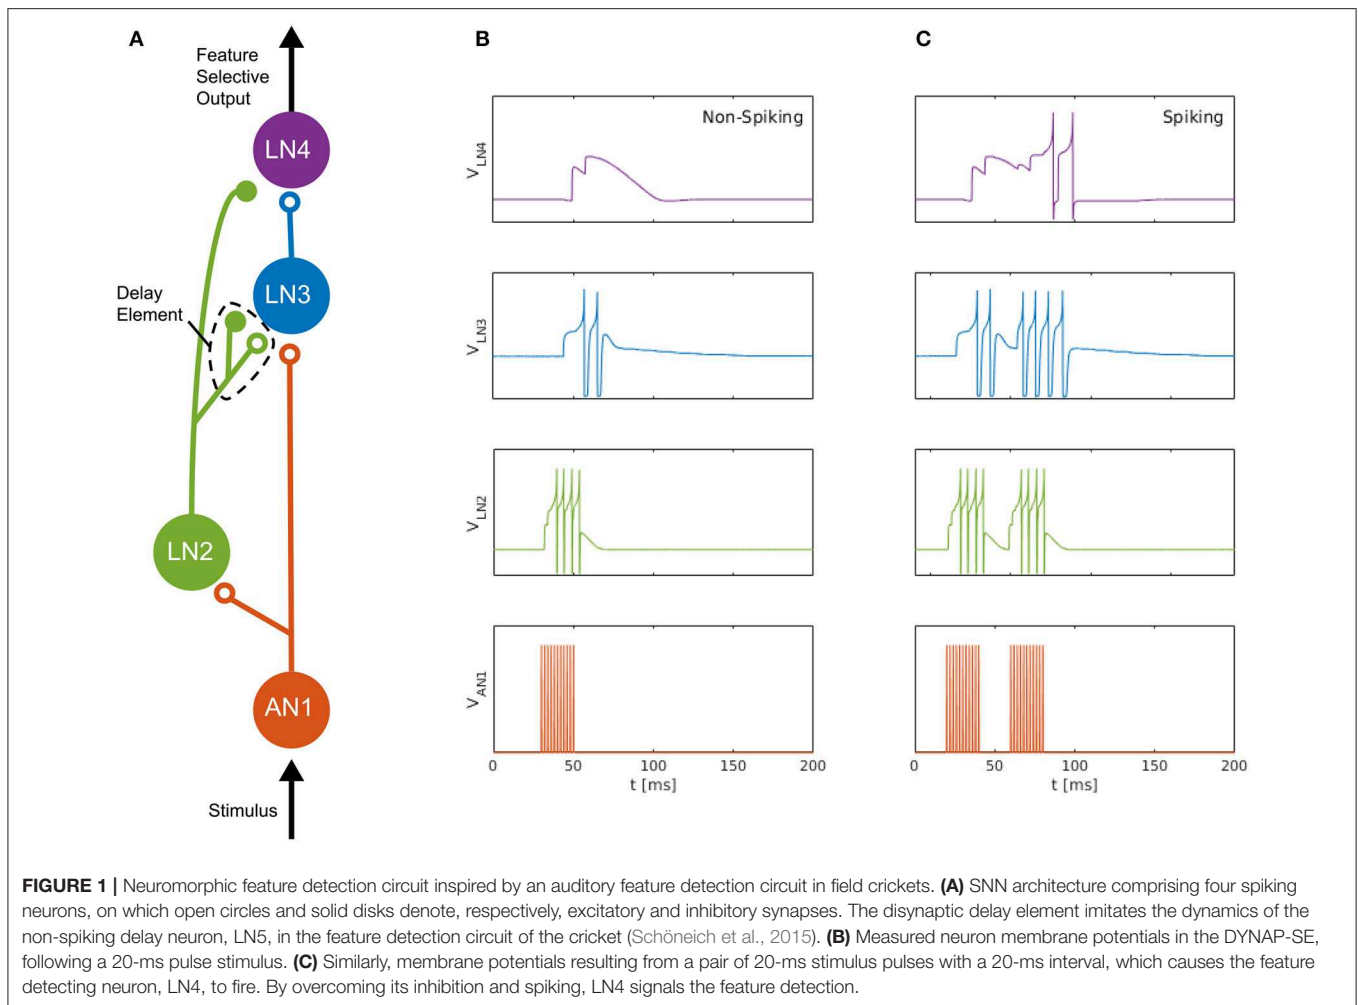 A
Feature
Selective
Output
LN4
Delay
Element
LN3
LN2
AN1
Stimulus
B
Non-Spiking
V_LN4
V_LN3
V_LN2
V_AN1
0 50 100 150 200
t [ms]
C
Spiking
0 50 100 150 200
t [ms]
FIGURE 1 | Neuromorphic feature detection circuit inspired by an auditory feature detection circuit in field crickets. (A) SNN architecture comprising four spiking
neurons, on which open circles and solid disks denote, respectively, excitatory and inhibitory synapses. The disynaptic delay element imitates the dynamics of the
non-spiking delay neuron, LN5, in the feature detection circuit of the cricket (Schöneich et al., 2015). (B) Measured neuron membrane potentials in the DYNAP-SE,
following a 20-ms pulse stimulus. (C) Similarly, membrane potentials resulting from a pair of 20-ms stimulus pulses with a 20-ms interval, which causes the feature
detecting neuron, LN4, to fire. By overcoming its inhibition and spiking, LN4 signals the feature detection.